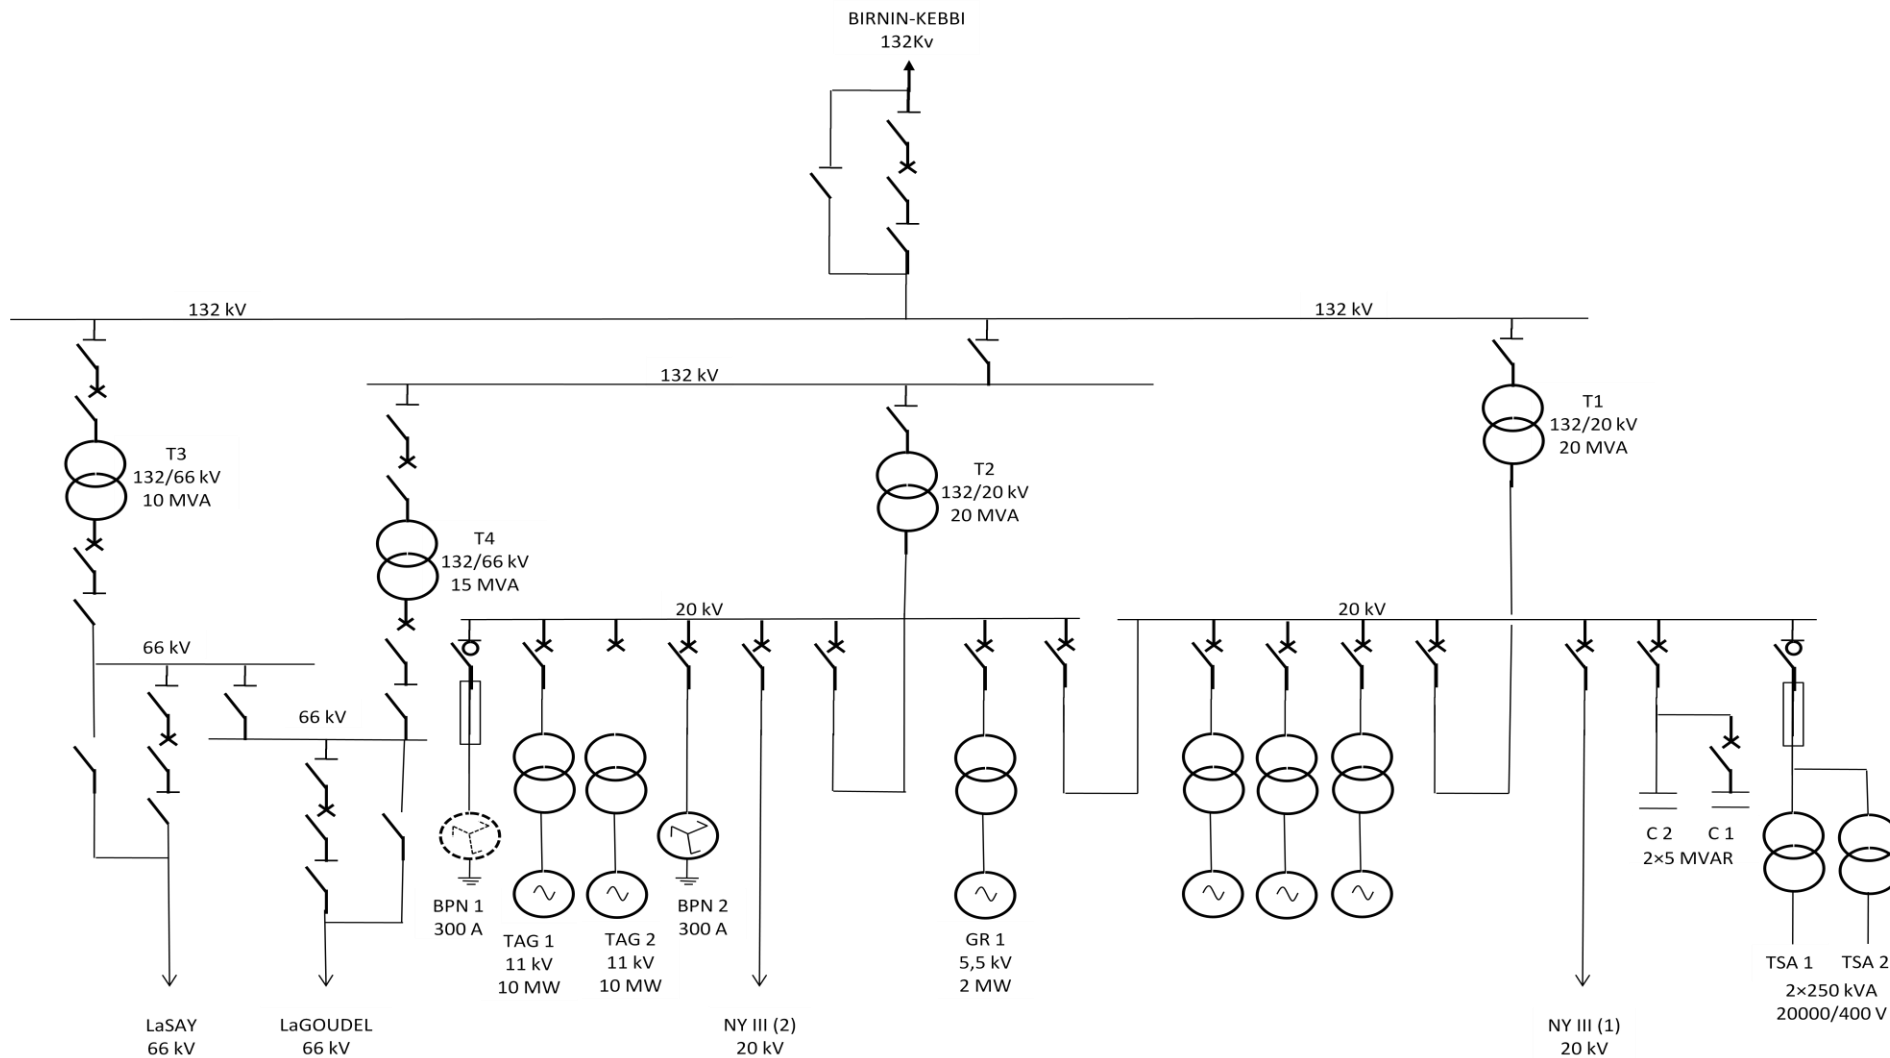 BIRNIN-KEBBI
132Kv
132 kV
132 kV
132 kV
T3
132/66 kV
10 MVA
T4
132/66 kV
15 MVA
T2
132/20 kV
20 MVA
T1
132/20 kV
20 MVA
66 kV
66 kV
20 kV
20 kV
BPN 1
300 A
TAG 1
11 kV
10 MW
TAG 2
11 kV
10 MW
BPN 2
300 A
GR 1
5,5 kV
2 MW
C 2
C 1
2×5 MVAR
TSA 1
TSA 2
2×250 kVA
20000/400 V
LaSAY
66 kV
LaGOUDEL
66 kV
NY III (2)
20 kV
NY III (1)
20 kV